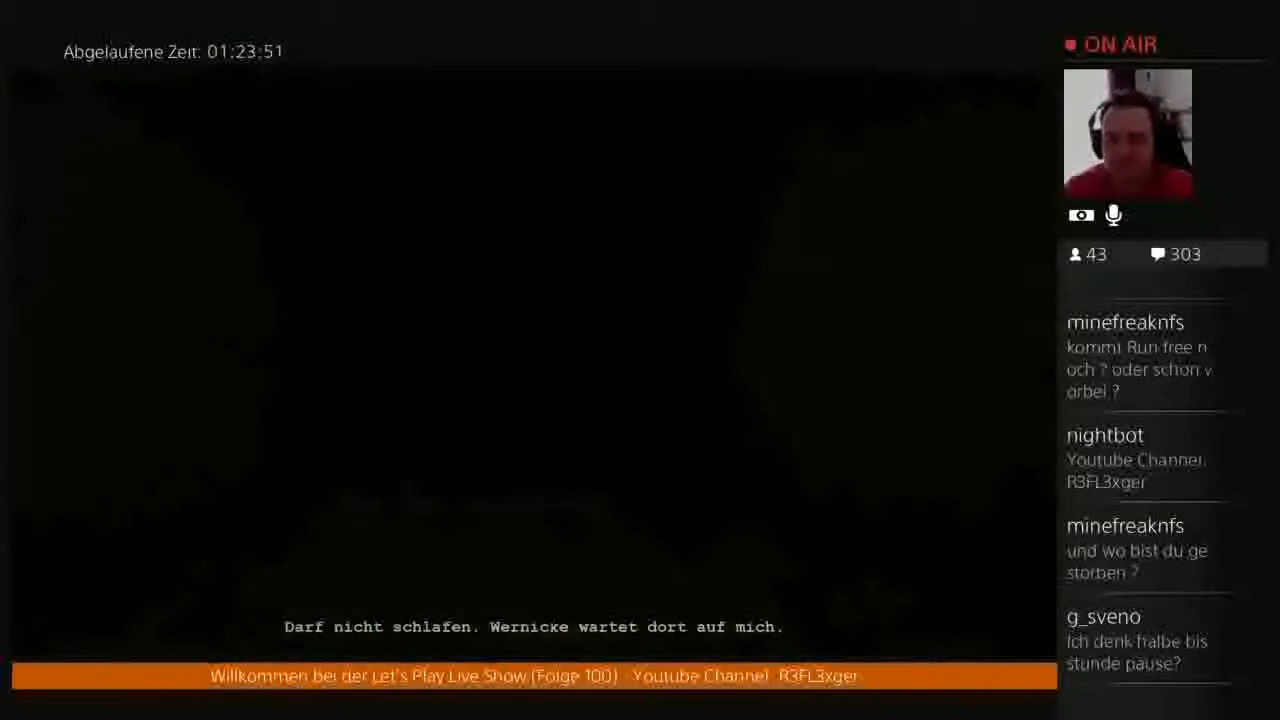 Abgelaufene Zeit: 01:23:51
ON AIR
43 303
minefreaknfs
kommt Run free n
och ? oder schon v
orbei ?
nightbot
Youtube Channel:
R3FL3xger
minefreaknfs
und wo bist du ge
storben ?
g_sveno
Ich denk halbe bis
stunde pause?
Darf nicht schlafen. Wernicke wartet dort auf mich.
Willkommen bei der Let's Play Live Show (Folge 100) - Youtube Channel: R3FL3xger